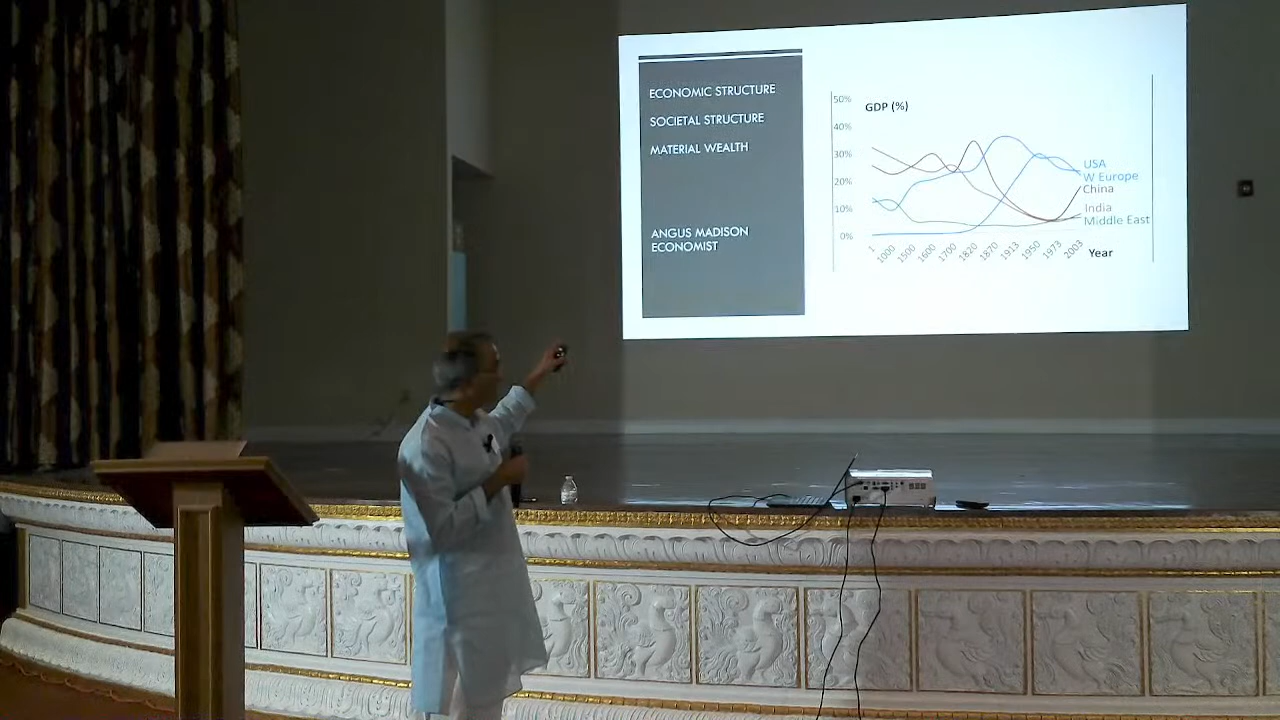 ECONOMIC STRUCTURE
SOCIETAL STRUCTURE
MATERIAL WEALTH
ANGUS MADISON
ECONOMIST
GDP (%)
50%
40%
30%
20%
10%
0%
USA
W Europe
China
India
Middle East
1
1000
1500
1600
1700
1820
1870
1913
1950
1973
2003
Year